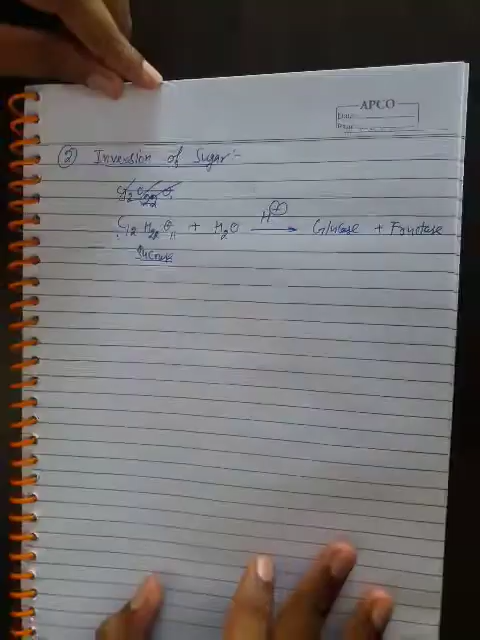 APCO
Date:
② Inversion of Sugar:-
C12 H22 O11 + H2O H⊕ → Glucose + Fructose
Sucrose